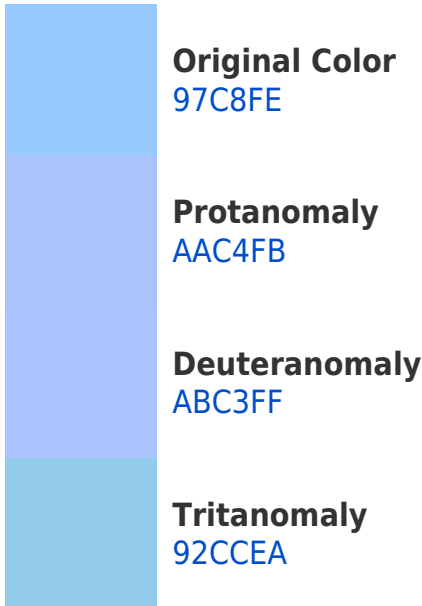 Original Color
97C8FE
Protanomaly
AAC4FB
Deuteranomaly
ABC3FF
Tritanomaly
92CCEA